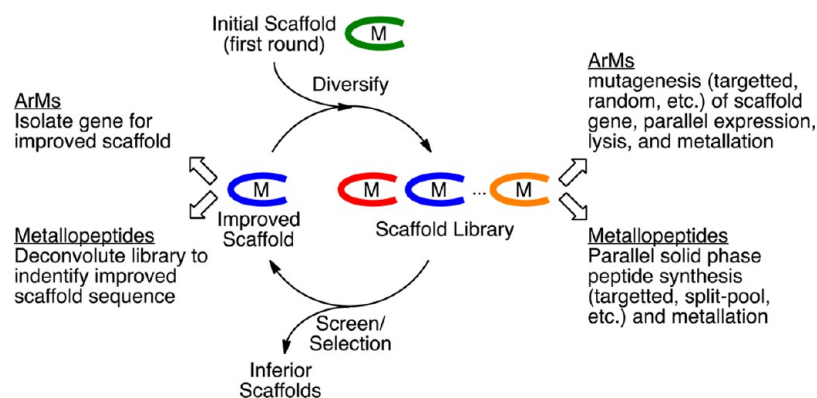 Initial Scaffold
(first round)
M
Diversify
ArMs
Isolate gene for
improved scaffold
ArMs
mutagenesis (targetted,
random, etc.) of scaffold
gene, parallel expression,
lysis, and metallation
M
Improved
Scaffold
M M ... M
Scaffold Library
Metallopeptides
Deconvolute library to
indentify improved
scaffold sequence
Metallopeptides
Parallel solid phase
peptide synthesis
(targetted, split-pool,
etc.) and metallation
Screen/
Selection
Inferior
Scaffolds